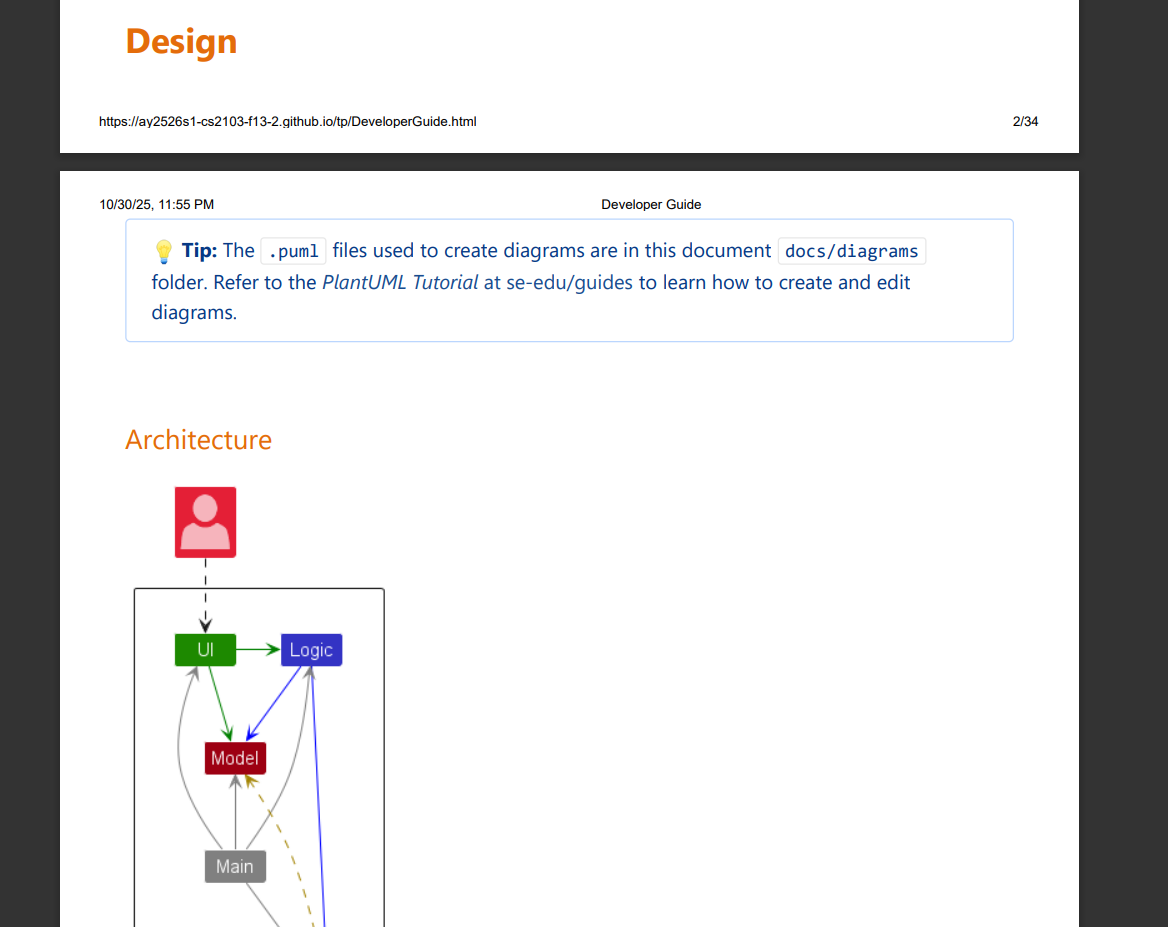 Design
https://ay2526s1-cs2103-f13-2.github.io/tp/DeveloperGuide.html 2/34
10/30/25, 11:55 PM Developer Guide
Tip: The .puml files used to create diagrams are in this document docs/diagrams
folder. Refer to the PlantUML Tutorial at se-edu/guides to learn how to create and edit
diagrams.
Architecture
UI Logic
Model
Main